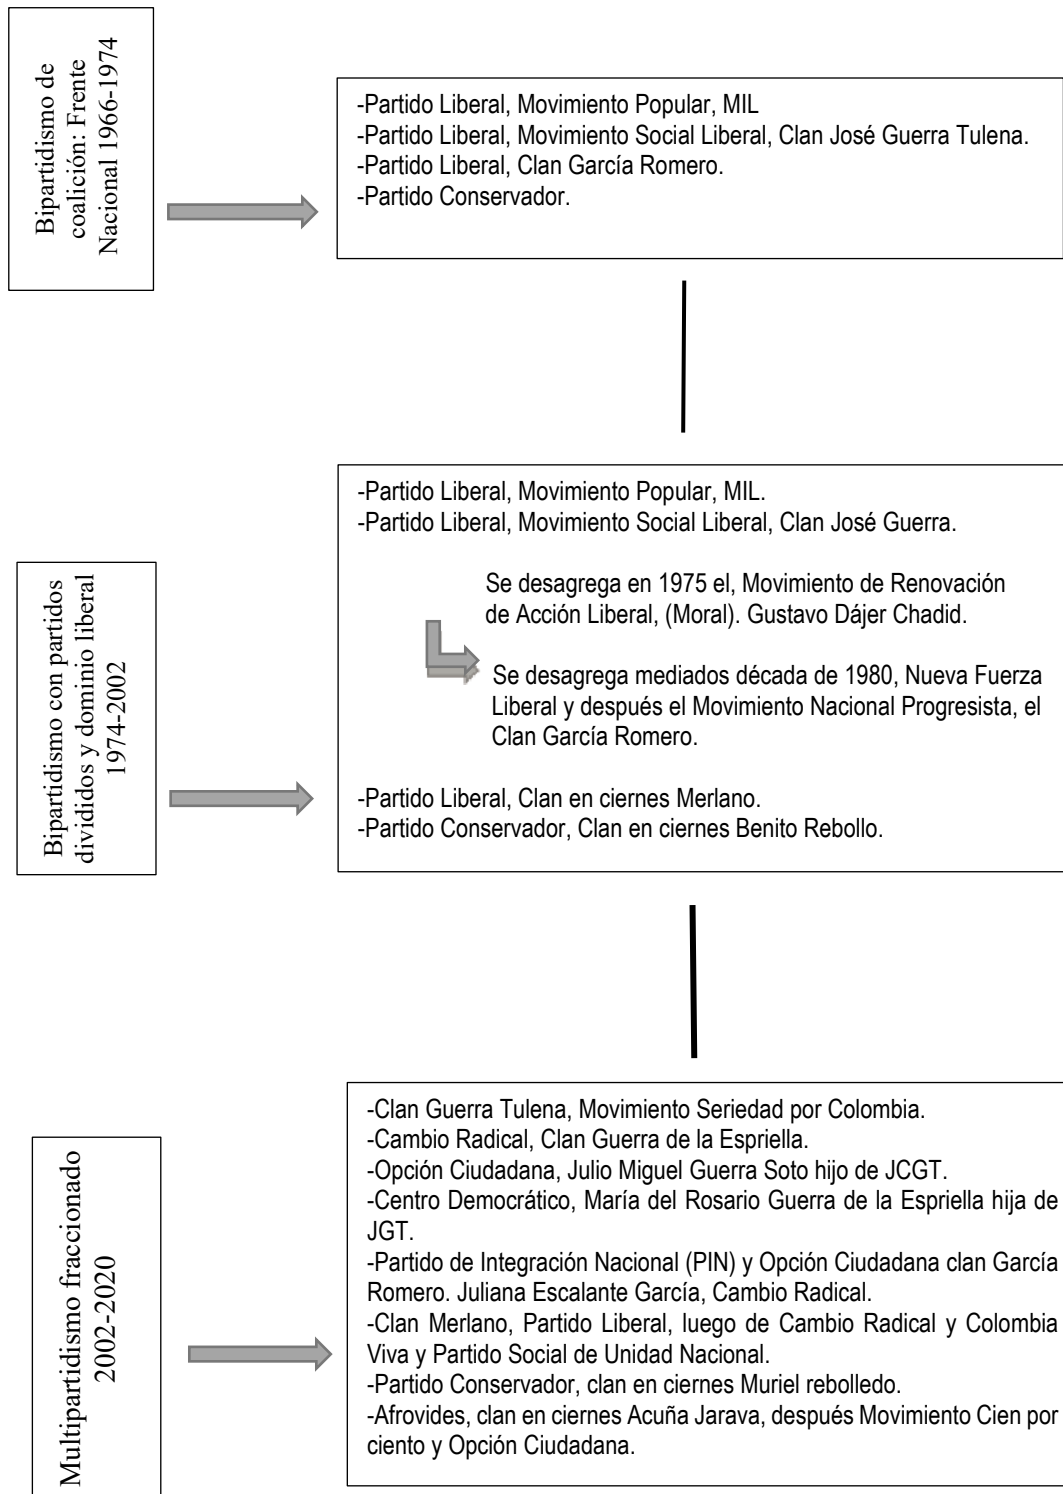 Bipartidismo de
coalición: Frente
Nacional 1966-1974
-Partido Liberal, Movimiento Popular, MIL
-Partido Liberal, Movimiento Social Liberal, Clan José Guerra Tulena.
-Partido Liberal, Clan García Romero.
-Partido Conservador.
Bipartidismo con partidos
divididos y dominio liberal
1974-2002
-Partido Liberal, Movimiento Popular, MIL.
-Partido Liberal, Movimiento Social Liberal, Clan José Guerra.
Se desagrega en 1975 el, Movimiento de Renovación
de Acción Liberal, (Moral). Gustavo Dájer Chadid.
Se desagrega mediados década de 1980, Nueva Fuerza
Liberal y después el Movimiento Nacional Progresista, el
Clan García Romero.
-Partido Liberal, Clan en ciernes Merlano.
-Partido Conservador, Clan en ciernes Benito Rebollo.
Multipartidismo fraccionado
2002-2020
-Clan Guerra Tulena, Movimiento Seriedad por Colombia.
-Cambio Radical, Clan Guerra de la Espriella.
-Opción Ciudadana, Julio Miguel Guerra Soto hijo de JCGT.
-Centro Democrático, María del Rosario Guerra de la Espriella hija de
JGT.
-Partido de Integración Nacional (PIN) y Opción Ciudadana clan García
Romero. Juliana Escalante García, Cambio Radical.
-Clan Merlano, Partido Liberal, luego de Cambio Radical y Colombia
Viva y Partido Social de Unidad Nacional.
-Partido Conservador, clan en ciernes Muriel rebolledo.
-Afrovides, clan en ciernes Acuña Jarava, después Movimiento Cien por
ciento y Opción Ciudadana.